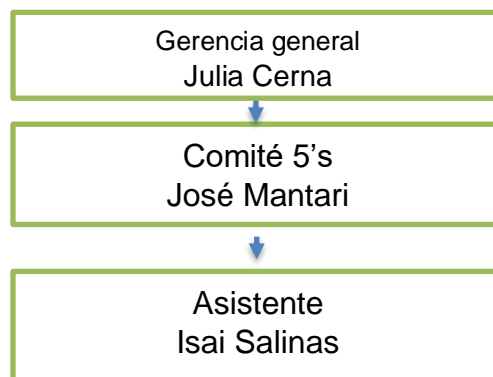 Gerencia general
Julia Cerna
Comité 5’s
José Mantari
Asistente
Isai Salinas